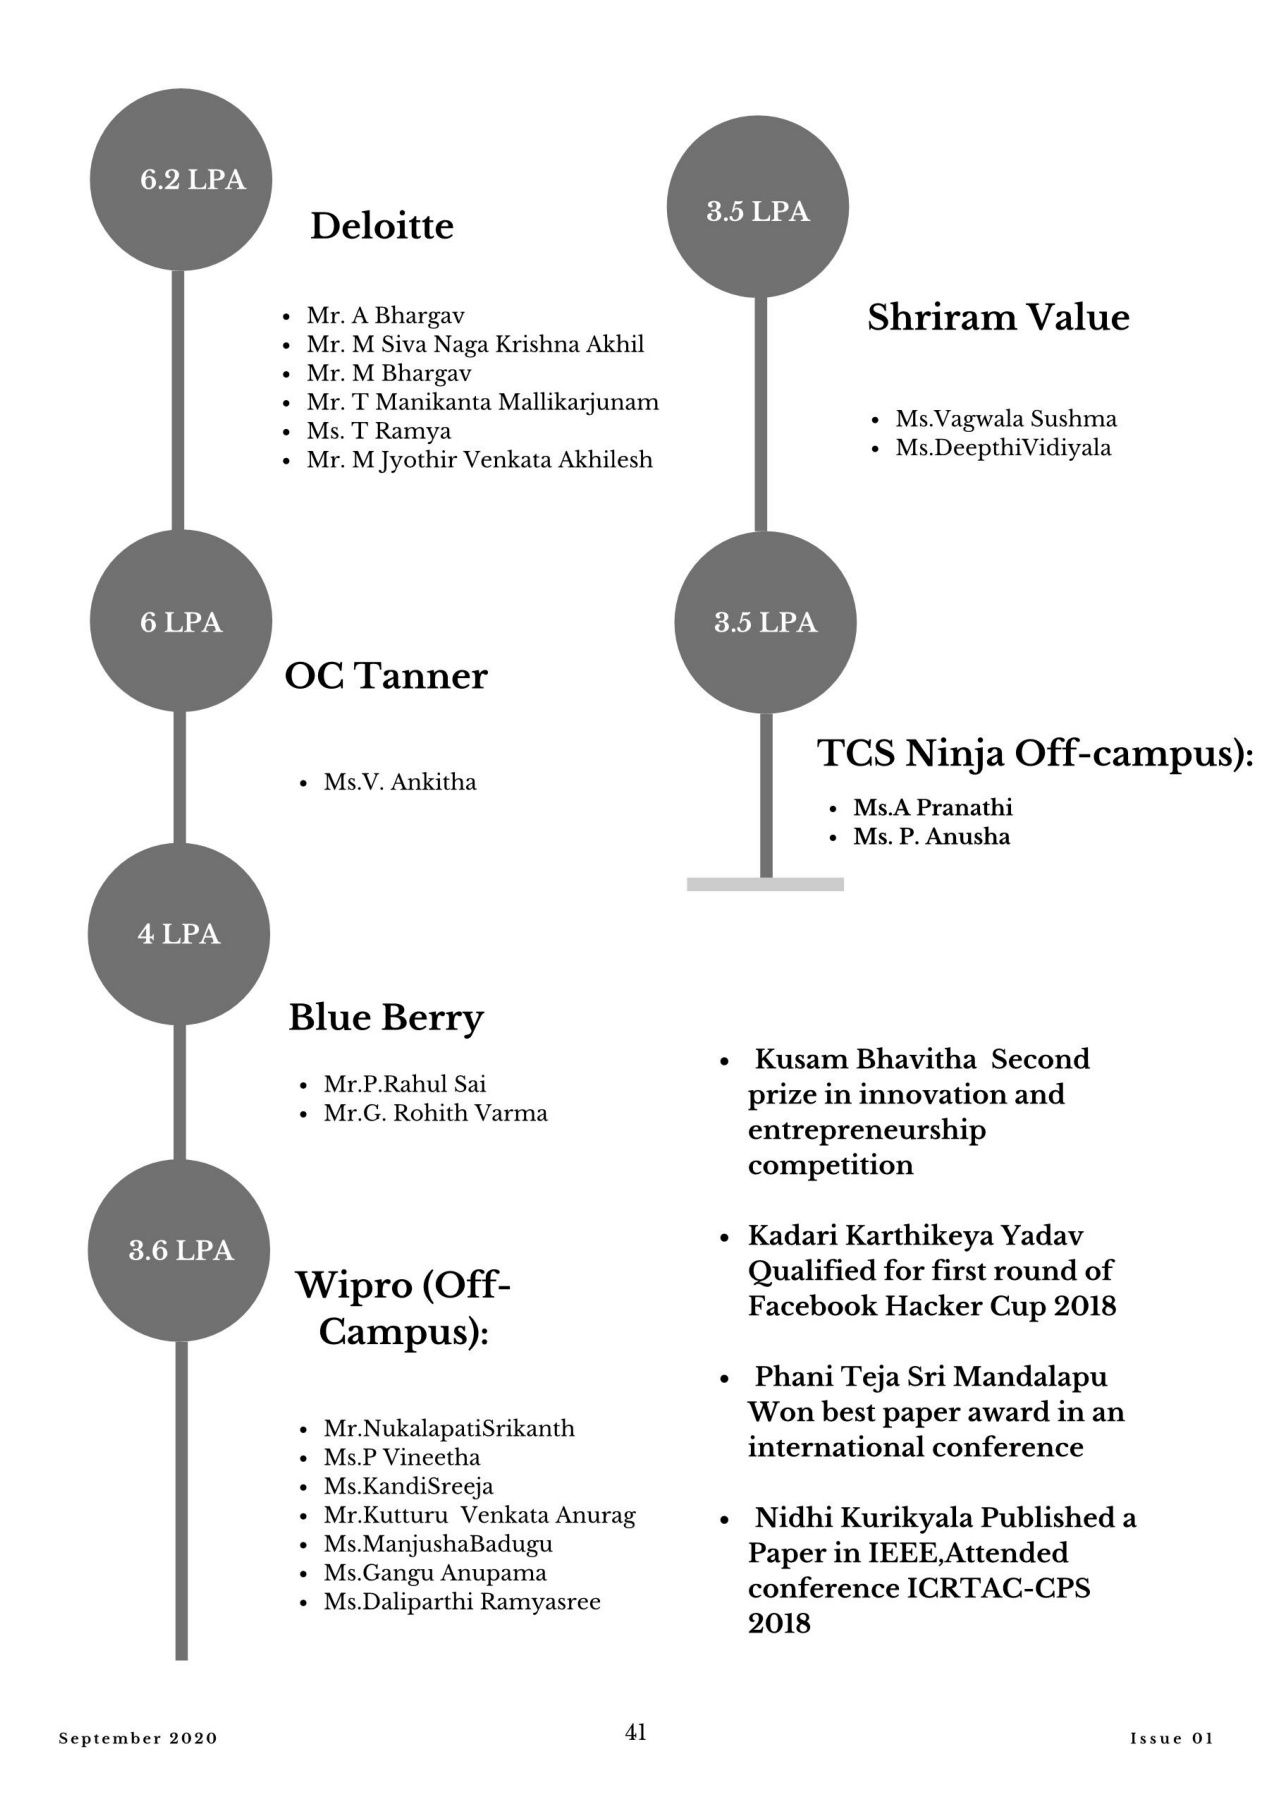 6.2 LPA
Deloitte
• Mr. A Bhargav
• Mr. M Siva Naga Krishna Akhil
• Mr. M Bhargav
• Mr. T Manikanta Mallikarjunam
• Ms. T Ramya
• Mr. M Jyothir Venkata Akhilesh
6 LPA
OC Tanner
• Ms.V. Ankitha
4 LPA
Blue Berry
• Mr.P.Rahul Sai
• Mr.G. Rohith Varma
3.6 LPA
Wipro (Off-
Campus):
• Mr.NukalapatiSrikanth
• Ms.P Vineetha
• Ms.KandiSreeja
• Mr.Kutturu  Venkata Anurag
• Ms.ManjushaBadugu
• Ms.Gangu Anupama
• Ms.Daliparthi Ramyasree
3.5 LPA
Shriram Value
• Ms.Vagwala Sushma
• Ms.DeepthiVidiyala
3.5 LPA
TCS Ninja Off-campus):
• Ms.A Pranathi
• Ms. P. Anusha
• Kusam Bhavitha  Second
prize in innovation and
entrepreneurship
competition
• Kadari Karthikeya Yadav
Qualified for first round of
Facebook Hacker Cup 2018
• Phani Teja Sri Mandalapu
Won best paper award in an
international conference
• Nidhi Kurikyala Published a
Paper in IEEE,Attended
conference ICRTAC-CPS
2018
September 2020
41
Issue 01